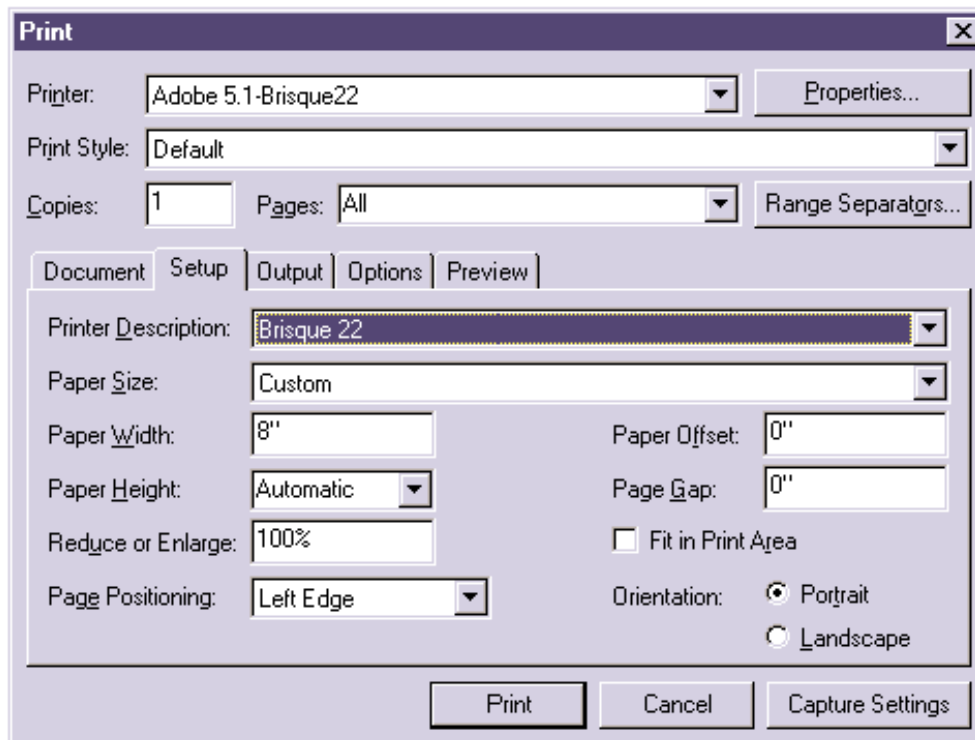 Print
Printer: Adobe 5.1-Brisque22 Properties...
Print Style: Default
Copies: 1 Pages: All Range Separators...
Document Setup Output Options Preview
Printer Description: Brisque 22
Paper Size: Custom
Paper Width: 8" Paper Offset: 0"
Paper Height: Automatic Page Gap: 0"
Reduce or Enlarge: 100% Fit in Print Area
Page Positioning: Left Edge Orientation: Portrait
Landscape
Print Cancel Capture Settings